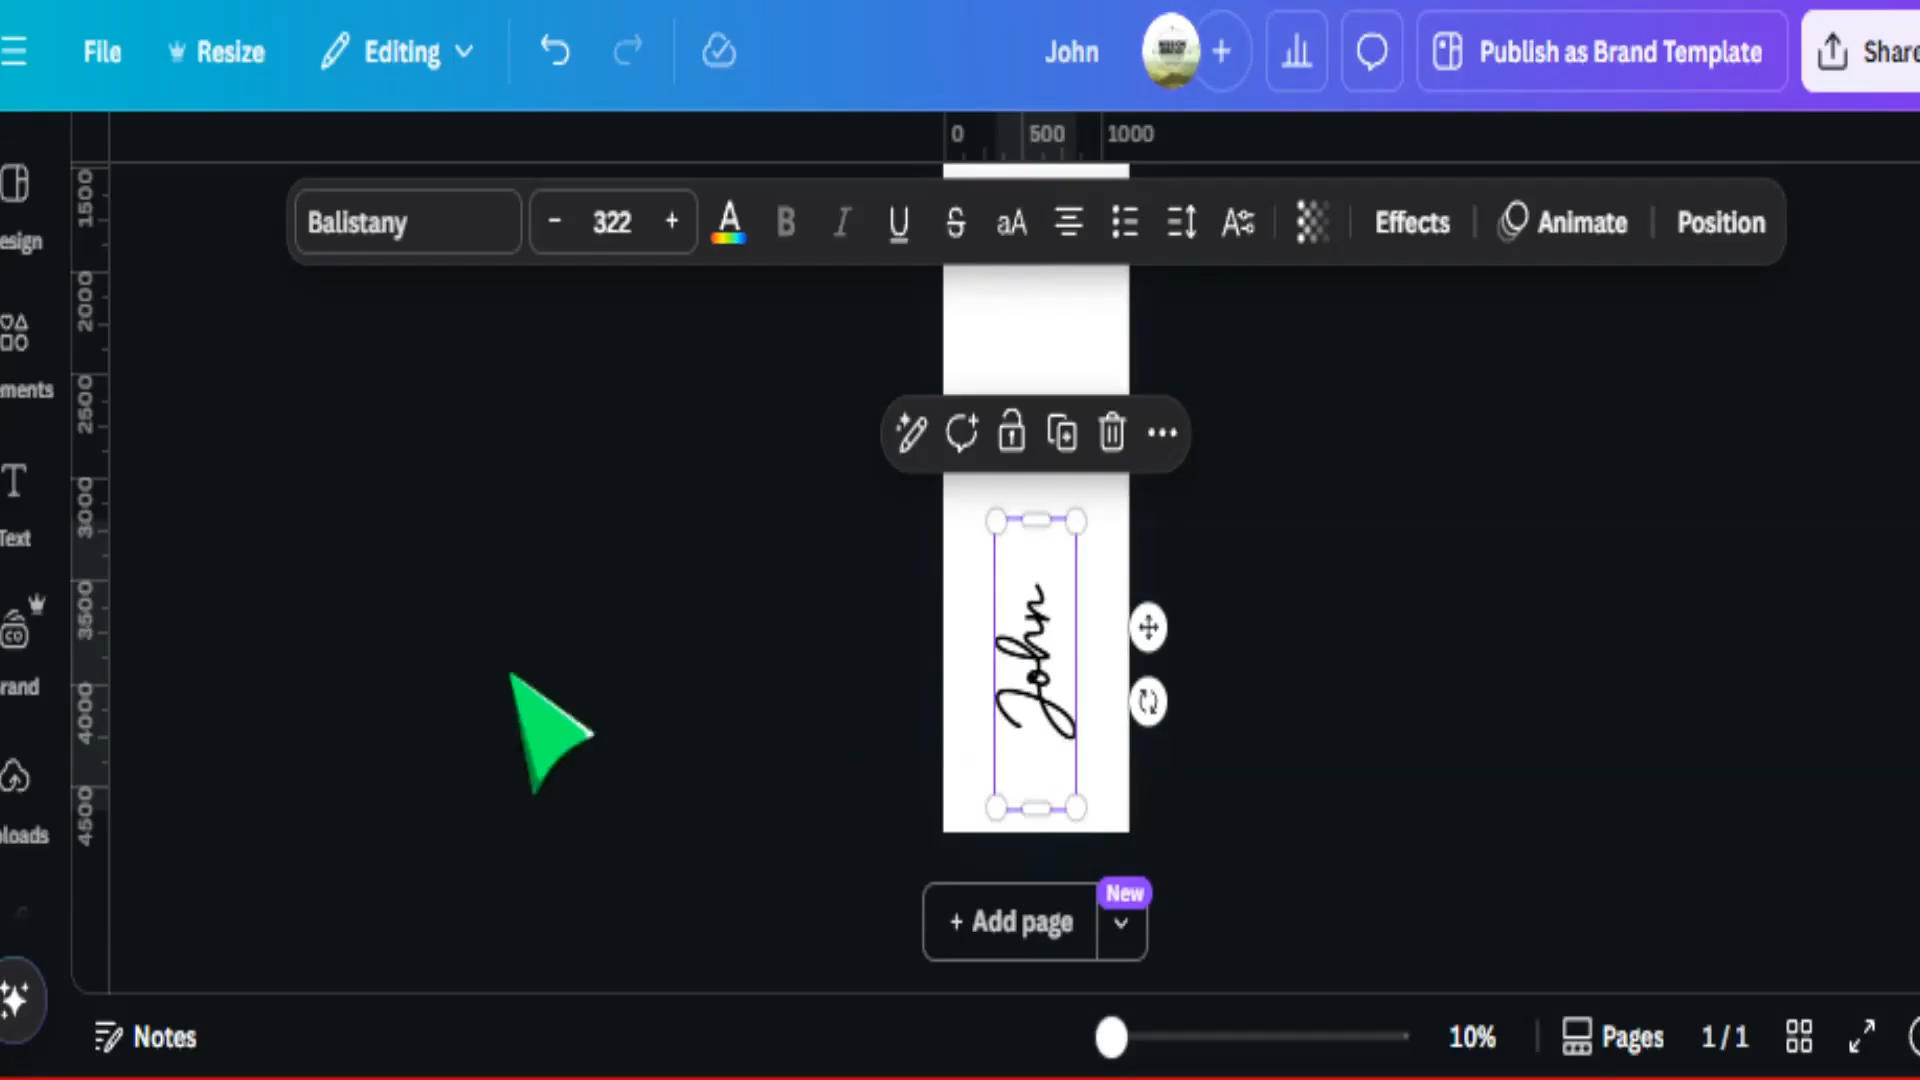 File Resize Editing John Publish as Brand Template Share
0 500 1000
Balistany - 322 + A B I U S aA Effects Animate Position
1500
2000
2500
3000
3500
4000
4500
esign
ments
Text
CO
rand
loads
John
New
+ Add page
Notes 10% Pages 1 / 1